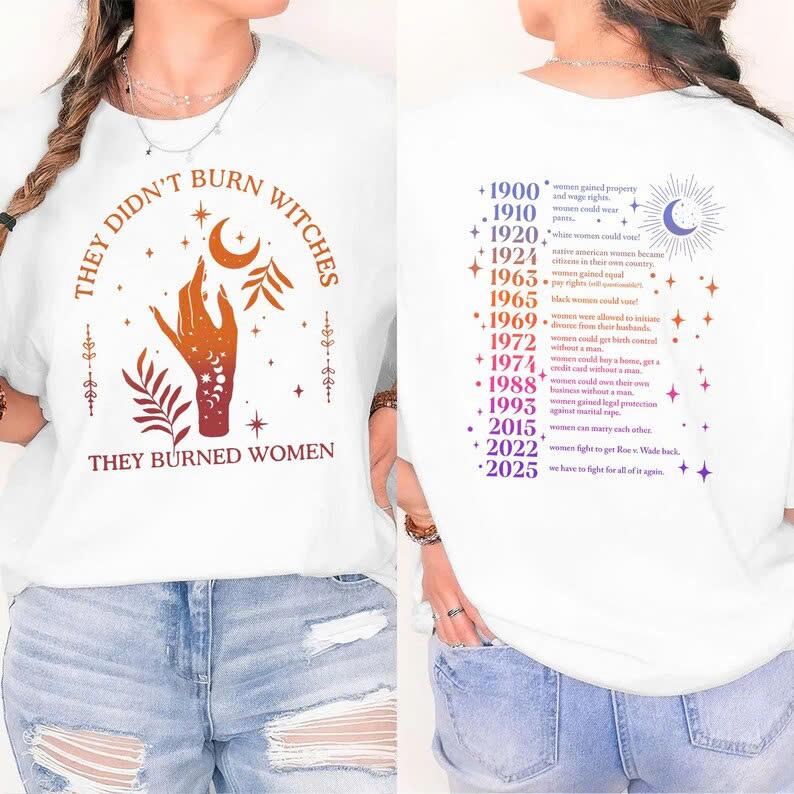 THEY DIDN'T BURN WITCHES
THEY BURNED WOMEN
1900 women gained property
and wage rights.
1910 women could wear
pants..
1920 white women could vote!
1924 native american women became
citizens in their own country.
1963 women gained equal
pay rights (still questionable?).
1965 black women could vote!
1969 women were allowed to initiate
divorce from their husbands.
1972 women could get birth control
without a man.
1974 women could buy a home, get a
credit card without a man.
1988 women could own their own
business without a man.
1993 women gained legal protection
against marital rape.
2015 women can marry each other.
2022 women fight to get Roe v. Wade back.
2025 we have to fight for all of it again.